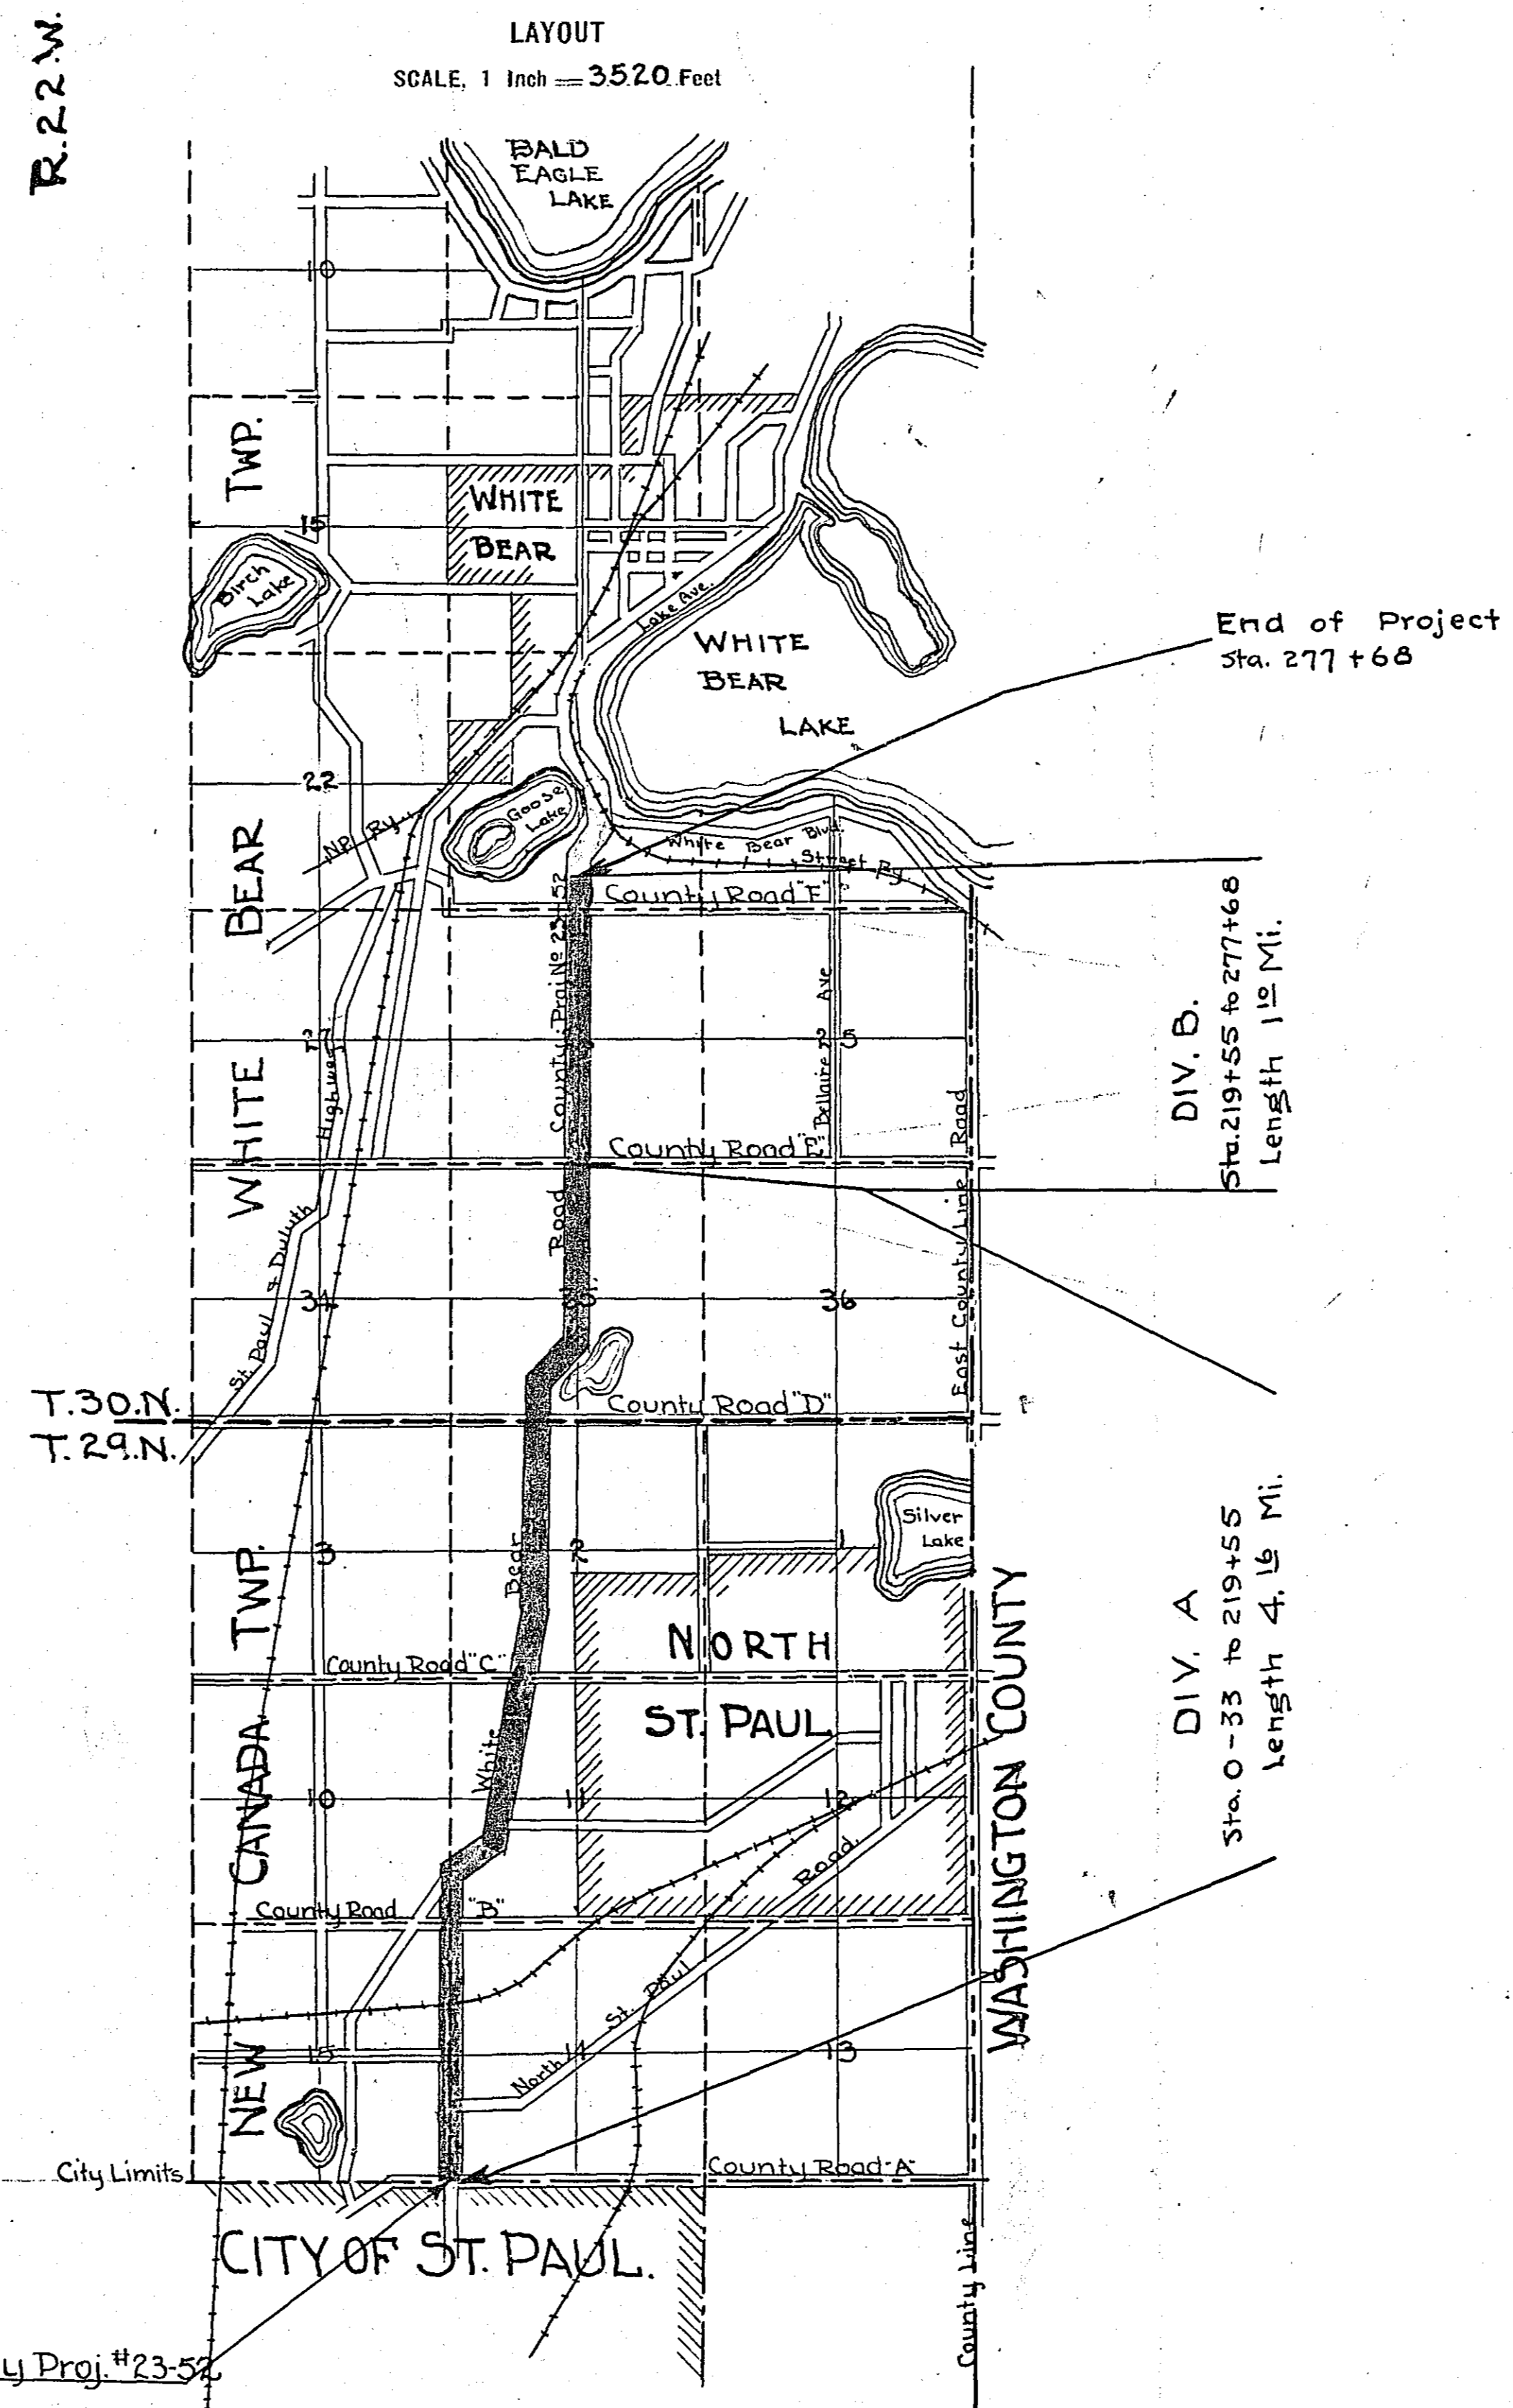 R.22.W.
LAYOUT
SCALE, 1 Inch = 3520 Feet
BALD
EAGLE
LAKE
10
TWP.
WHITE
BEAR
15
Birch
Lake
Lake Ave.
WHITE
BEAR
LAKE
End of Project
Sta. 277+68
22
N.P. Ry.
Goose
Lake
White Bear Blvd.
Street Ry.
County Road "F"
BEAR
WHITE
27
25
Highway
St. Paul & Duluth
Road County Proj No 23-52
Bellaire Ave
East County Line Road
County Road "E"
DIV. B.
Sta. 219+55 to 277+68
Length 1.10 Mi.
34
35
36
T.30.N.
T.29.N.
County Road "D"
Silver
Lake
3
2
1
White Bear
TWP.
CANADA
NEW
County Road "C"
NORTH
ST. PAUL
WASHINGTON COUNTY
DIV. A
Sta. 0-33 to 219+55
Length 4.16 Mi.
10
11
12
County Road "B"
North St. Paul Road
15
14
13
City Limits
County Road "A"
CITY OF ST. PAUL.
County Line
y Proj. #23-52